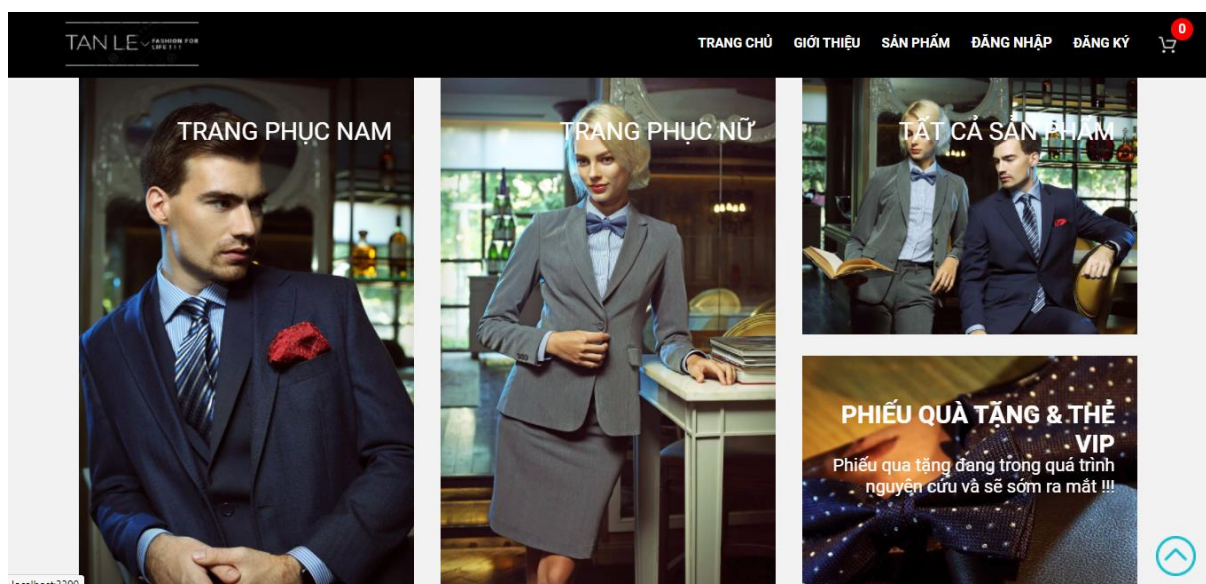 TAN LE
FASHION FOR
LIFE ! ! !
TRANG CHỦ GIỚI THIỆU SẢN PHẨM ĐĂNG NHẬP ĐĂNG KÝ 0
TRANG PHỤC NAM
TRANG PHỤC NỮ
TẤT CẢ SẢN PHẨM
PHIẾU QUÀ TẶNG & THẺ
VIP
Phiếu qua tặng đang trong quá trình
nguyên cứu và sẽ sớm ra mắt !!!